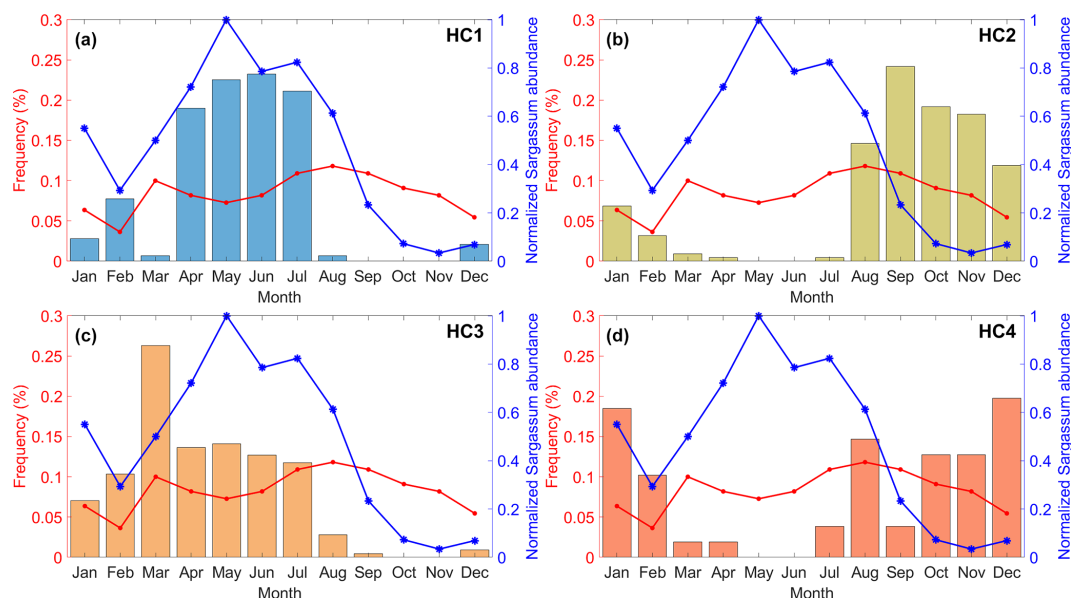 (a) HC1
Frequency (%)
0.3
0.25
0.2
0.15
0.1
0.05
0
1
0.8
0.6
0.4
0.2
0
Normalized Sargassum abundance
Jan Feb Mar Apr May Jun Jul Aug Sep Oct Nov Dec
Month
(b) HC2
Frequency (%)
0.3
0.25
0.2
0.15
0.1
0.05
0
1
0.8
0.6
0.4
0.2
0
Normalized Sargassum abundance
Jan Feb Mar Apr May Jun Jul Aug Sep Oct Nov Dec
Month
(c) HC3
Frequency (%)
0.3
0.25
0.2
0.15
0.1
0.05
0
1
0.8
0.6
0.4
0.2
0
Normalized Sargassum abundance
Jan Feb Mar Apr May Jun Jul Aug Sep Oct Nov Dec
Month
(d) HC4
Frequency (%)
0.3
0.25
0.2
0.15
0.1
0.05
0
1
0.8
0.6
0.4
0.2
0
Normalized Sargassum abundance
Jan Feb Mar Apr May Jun Jul Aug Sep Oct Nov Dec
Month